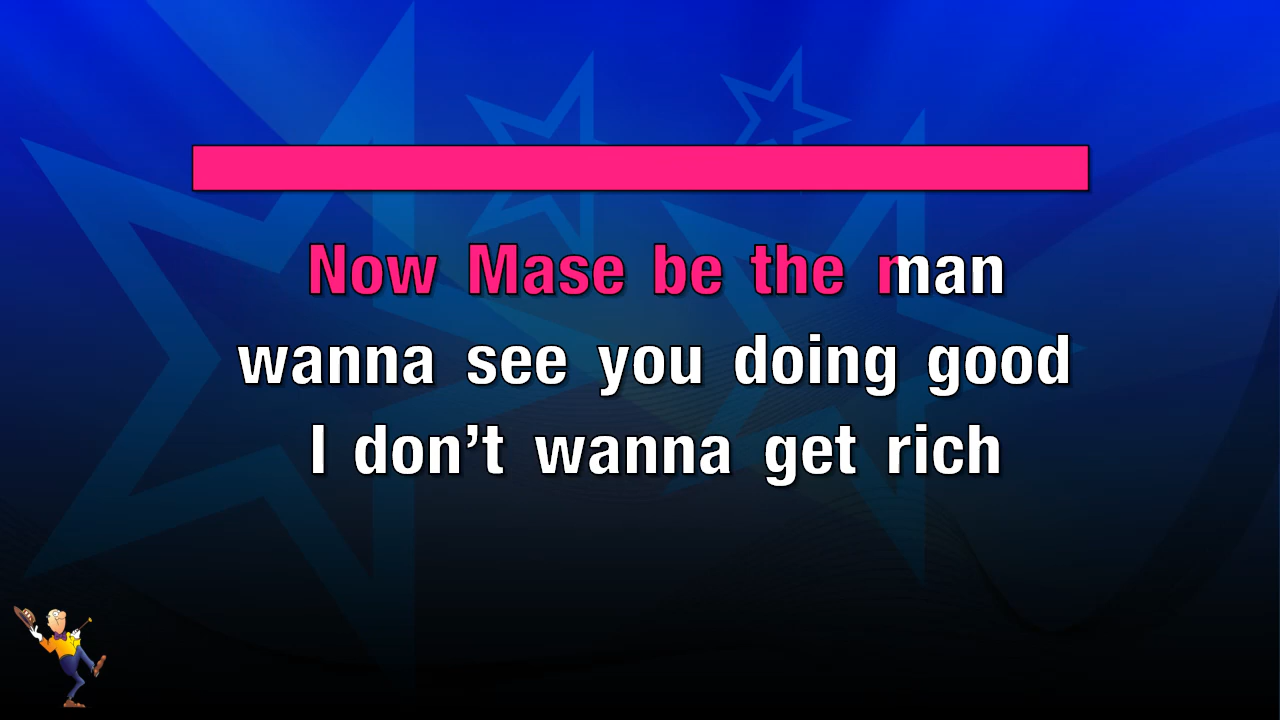 Now Mase be the man
wanna see you doing good
I don’t wanna get rich